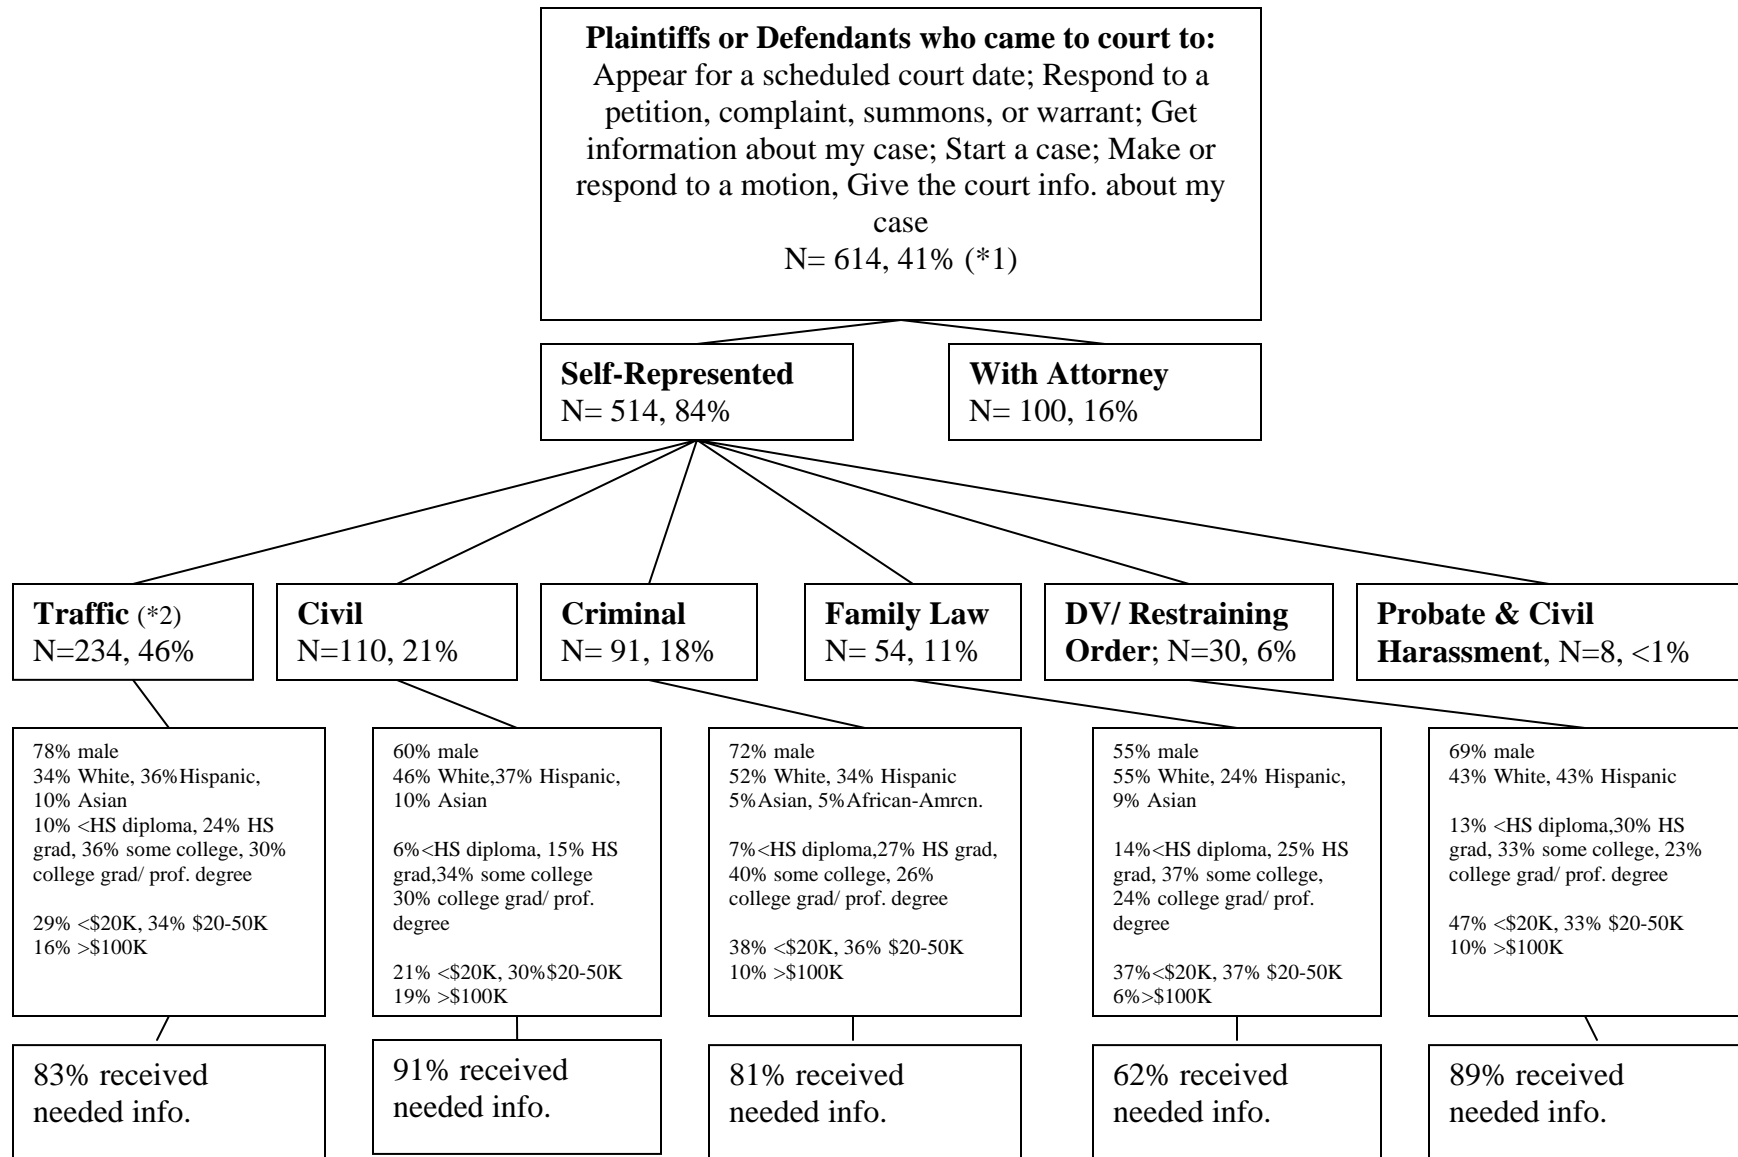 Plaintiffs or Defendants who came to court to:
Appear for a scheduled court date; Respond to a
petition, complaint, summons, or warrant; Get
information about my case; Start a case; Make or
respond to a motion, Give the court info. about my
case
N= 614, 41% (*1)
Self-Represented
N= 514, 84%
With Attorney
N= 100, 16%
Traffic (*2)
N=234, 46%
Civil
N=110, 21%
Criminal
N= 91, 18%
Family Law
N= 54, 11%
DV/ Restraining
Order; N=30, 6%
Probate & Civil
Harassment, N=8, <1%
78% male
34% White, 36%Hispanic,
10% Asian
10% <HS diploma, 24% HS
grad, 36% some college, 30%
college grad/ prof. degree
29% <$20K, 34% $20-50K
16% >$100K
60% male
46% White,37% Hispanic,
10% Asian
6%<HS diploma, 15% HS
grad,34% some college
30% college grad/ prof.
degree
21% <$20K, 30%$20-50K
19% >$100K
72% male
52% White, 34% Hispanic
5%Asian, 5%African-Amrcn.
7%<HS diploma,27% HS grad,
40% some college, 26%
college grad/ prof. degree
38% <$20K, 36% $20-50K
10% >$100K
55% male
55% White, 24% Hispanic,
9% Asian
14%<HS diploma, 25% HS
grad, 37% some college,
24% college grad/ prof.
degree
37%<$20K, 37% $20-50K
6%>$100K
69% male
43% White, 43% Hispanic
13% <HS diploma,30% HS
grad, 33% some college, 23%
college grad/ prof. degree
47% <$20K, 33% $20-50K
10% >$100K
83% received
needed info.
91% received
needed info.
81% received
needed info.
62% received
needed info.
89% received
needed info.